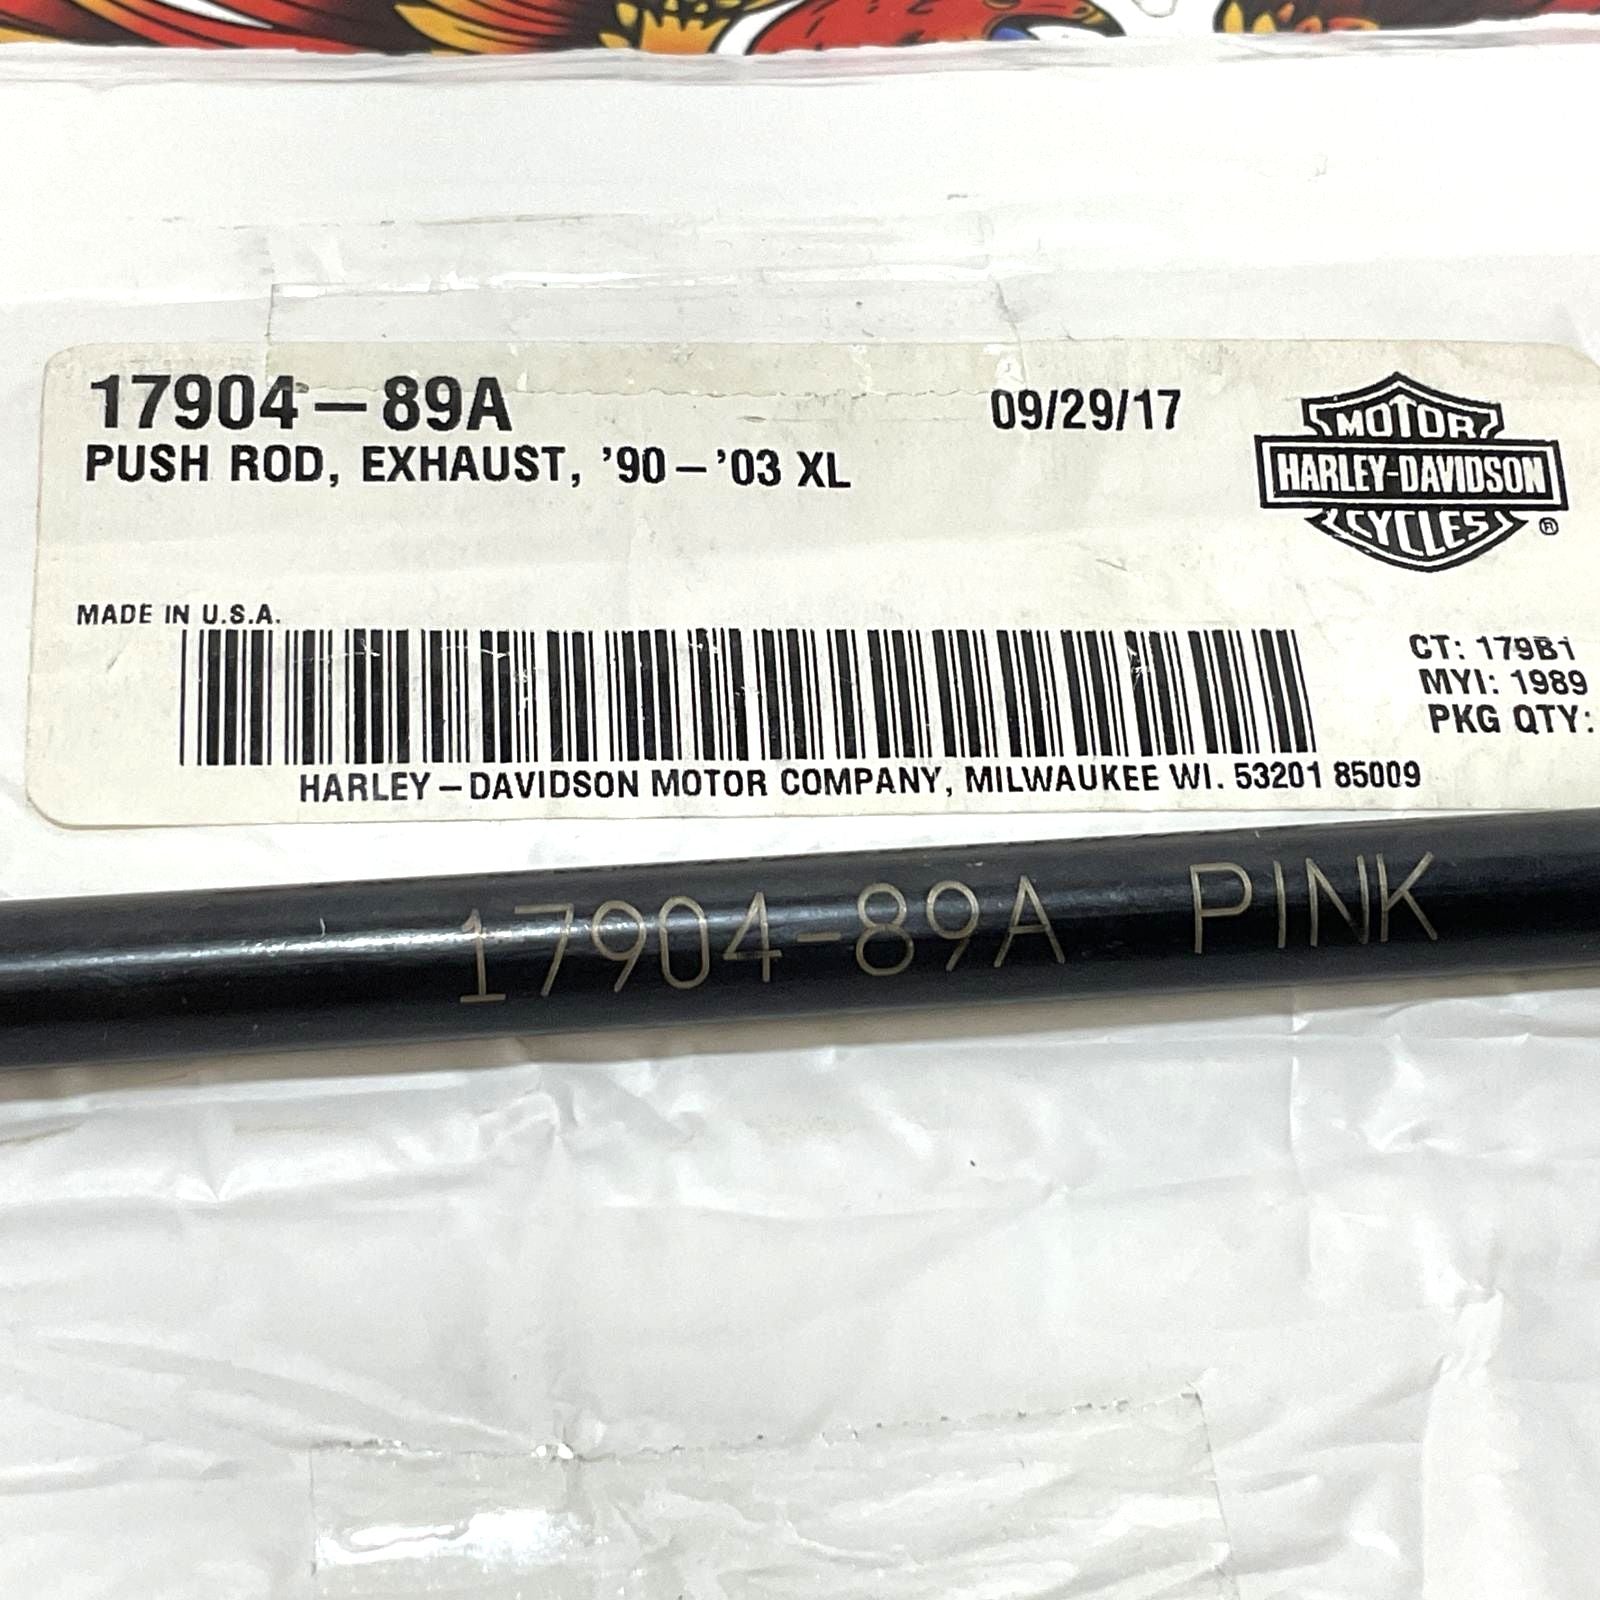 17904-89A
09/29/17
PUSH ROD, EXHAUST, '90-'03 XL
MOTOR
HARLEY-DAVIDSON
CYCLES ®
MADE IN U.S.A.
CT: 179B1
MYI: 1989
PKG QTY:
HARLEY-DAVIDSON MOTOR COMPANY, MILWAUKEE WI. 53201 85009
17904-89A PINK